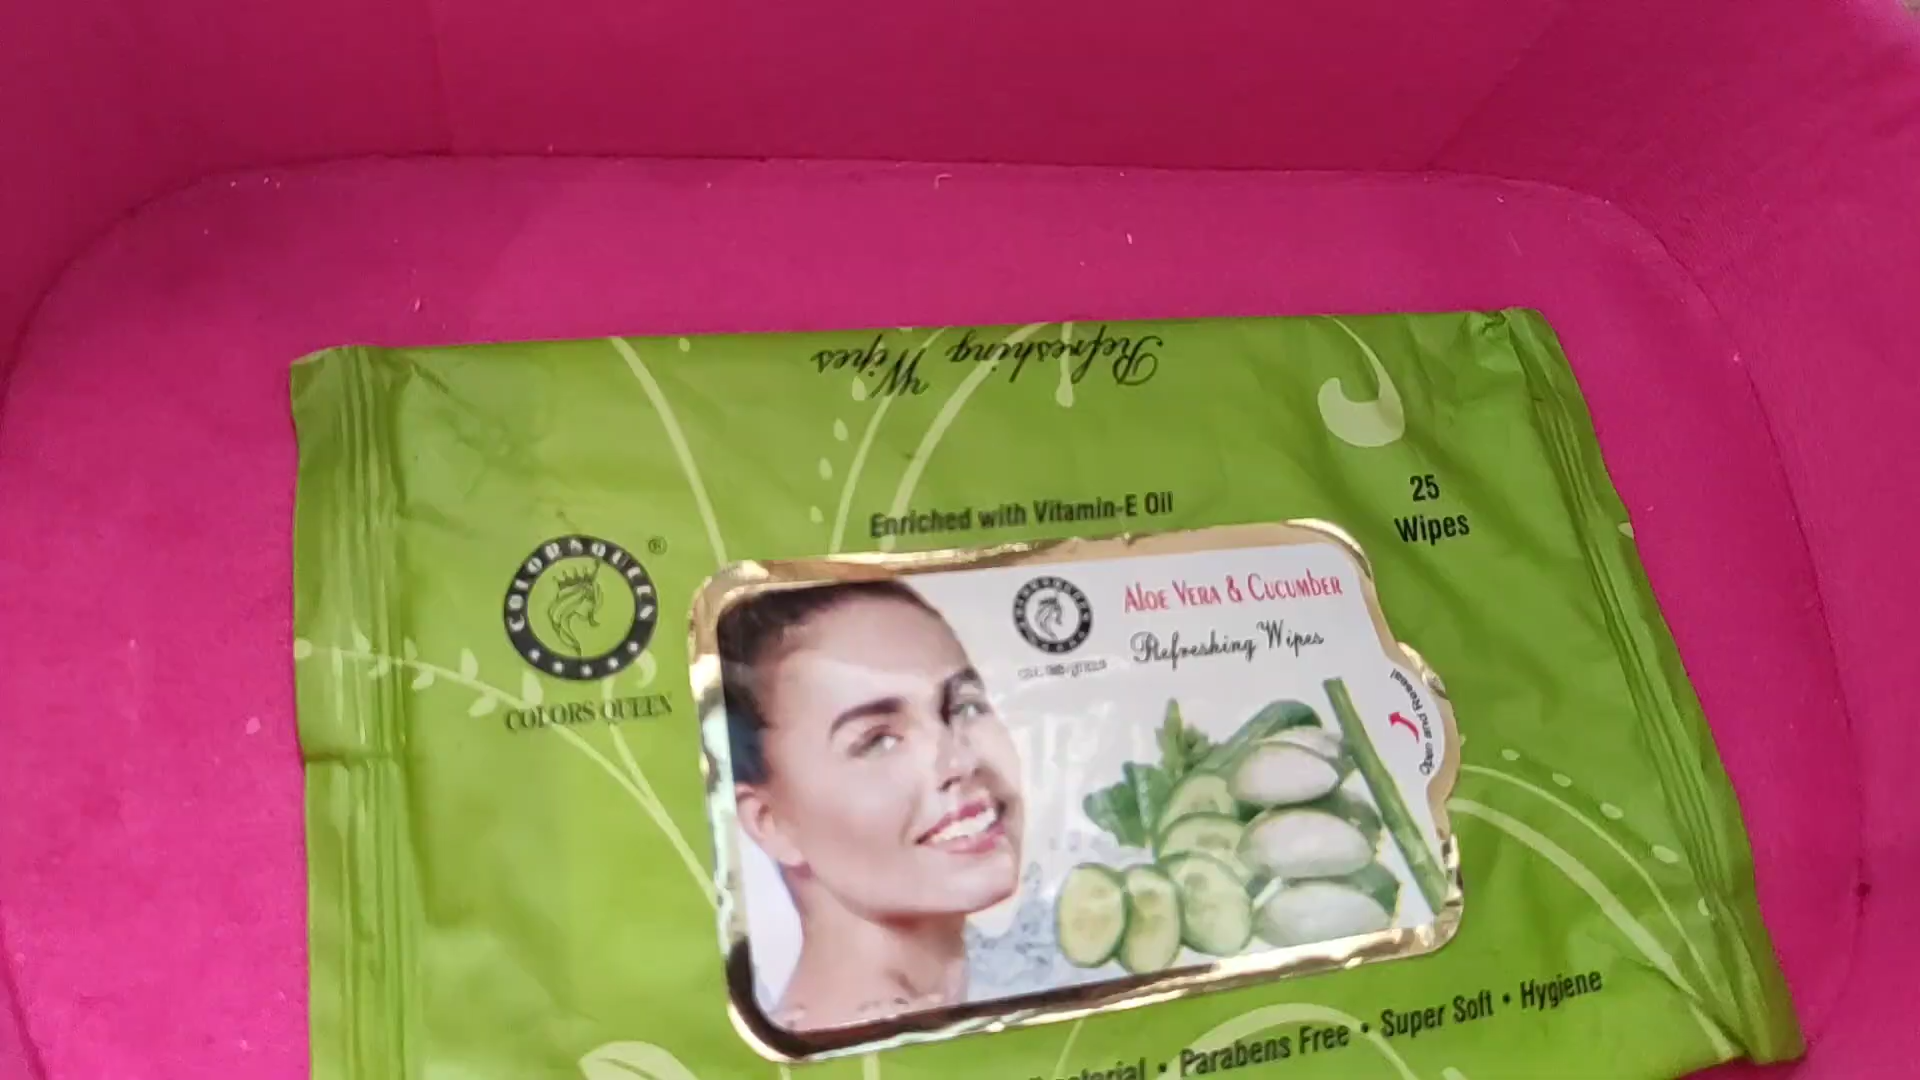 Refreshing Wipes
Enriched with Vitamin-E Oil
25
Wipes
COLORS QUEEN
®
COLORS QUEEN
Aloe Vera & Cucumber
Refreshing Wipes
Open and Reseal
• Parabens Free • Super Soft • Hygiene